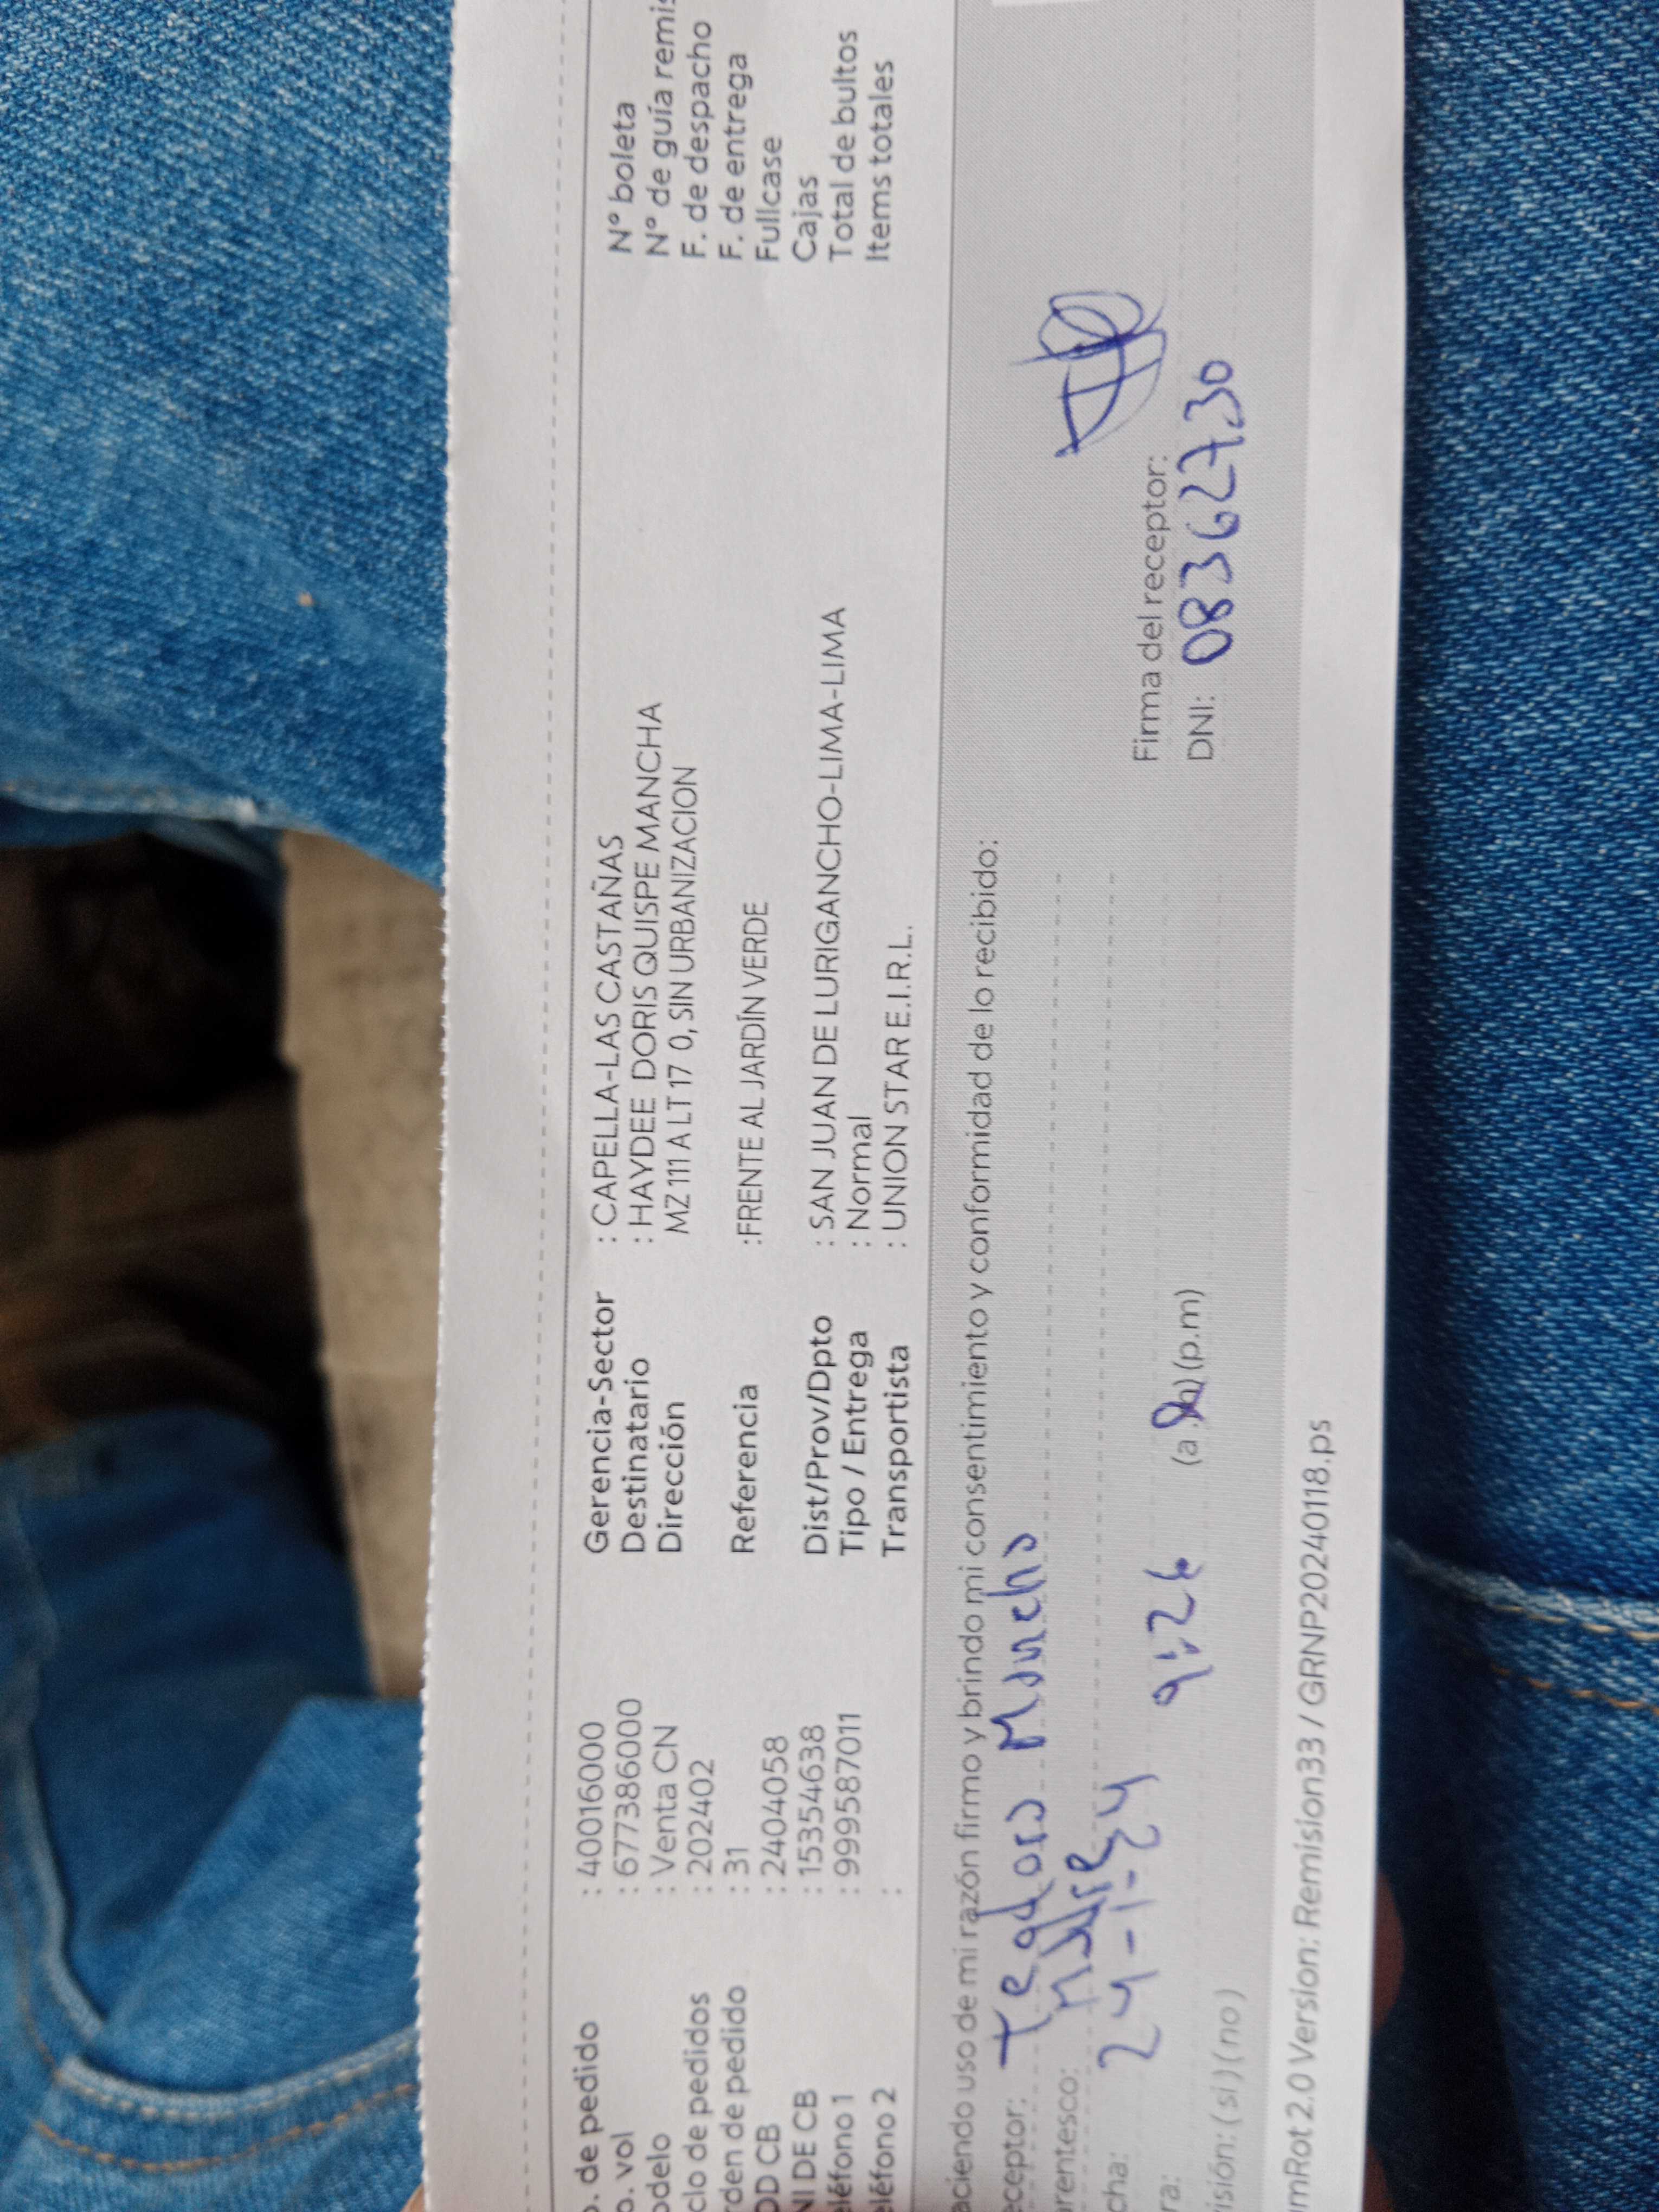 o. de pedido : 40016000
o. vol : 6773386000
odelo : Venta CN
clo de pedidos : 202402
rden de pedido : 31
OD CB : 2404058
NI DE CB : 15354638
eléfono 1 : 999587011
eléfono 2 :
Gerencia-Sector : CAPELLA-LAS CASTAÑAS
Destinatario : HAYDEE DORIS QUISPE MANCHA
Dirección MZ 111 A LT 17 0, SIN URBANIZACION
Referencia :FRENTE AL JARDÍN VERDE
Dist/Prov/Dpto : SAN JUAN DE LURIGANCHO-LIMA-LIMA
Tipo / Entrega : Normal
Transportista : UNION STAR E.I.R.L.
N° boleta
N° de guía remis
F. de despacho
F. de entrega
Fullcase
Cajas
Total de bultos
Items totales
aciendo uso de mi razón firmo y brindo mi consentimiento y conformidad de lo recibido:
eceptor: Teodora Mancha
rentesco: Madre
cha: 24-1-24
ra: 9:26 (a.m) (p.m)
isión: (si) (no)
Firma del receptor:
DNI: 08362730
mRot 2.0 Version: Remision33 / GRNP20240118.ps